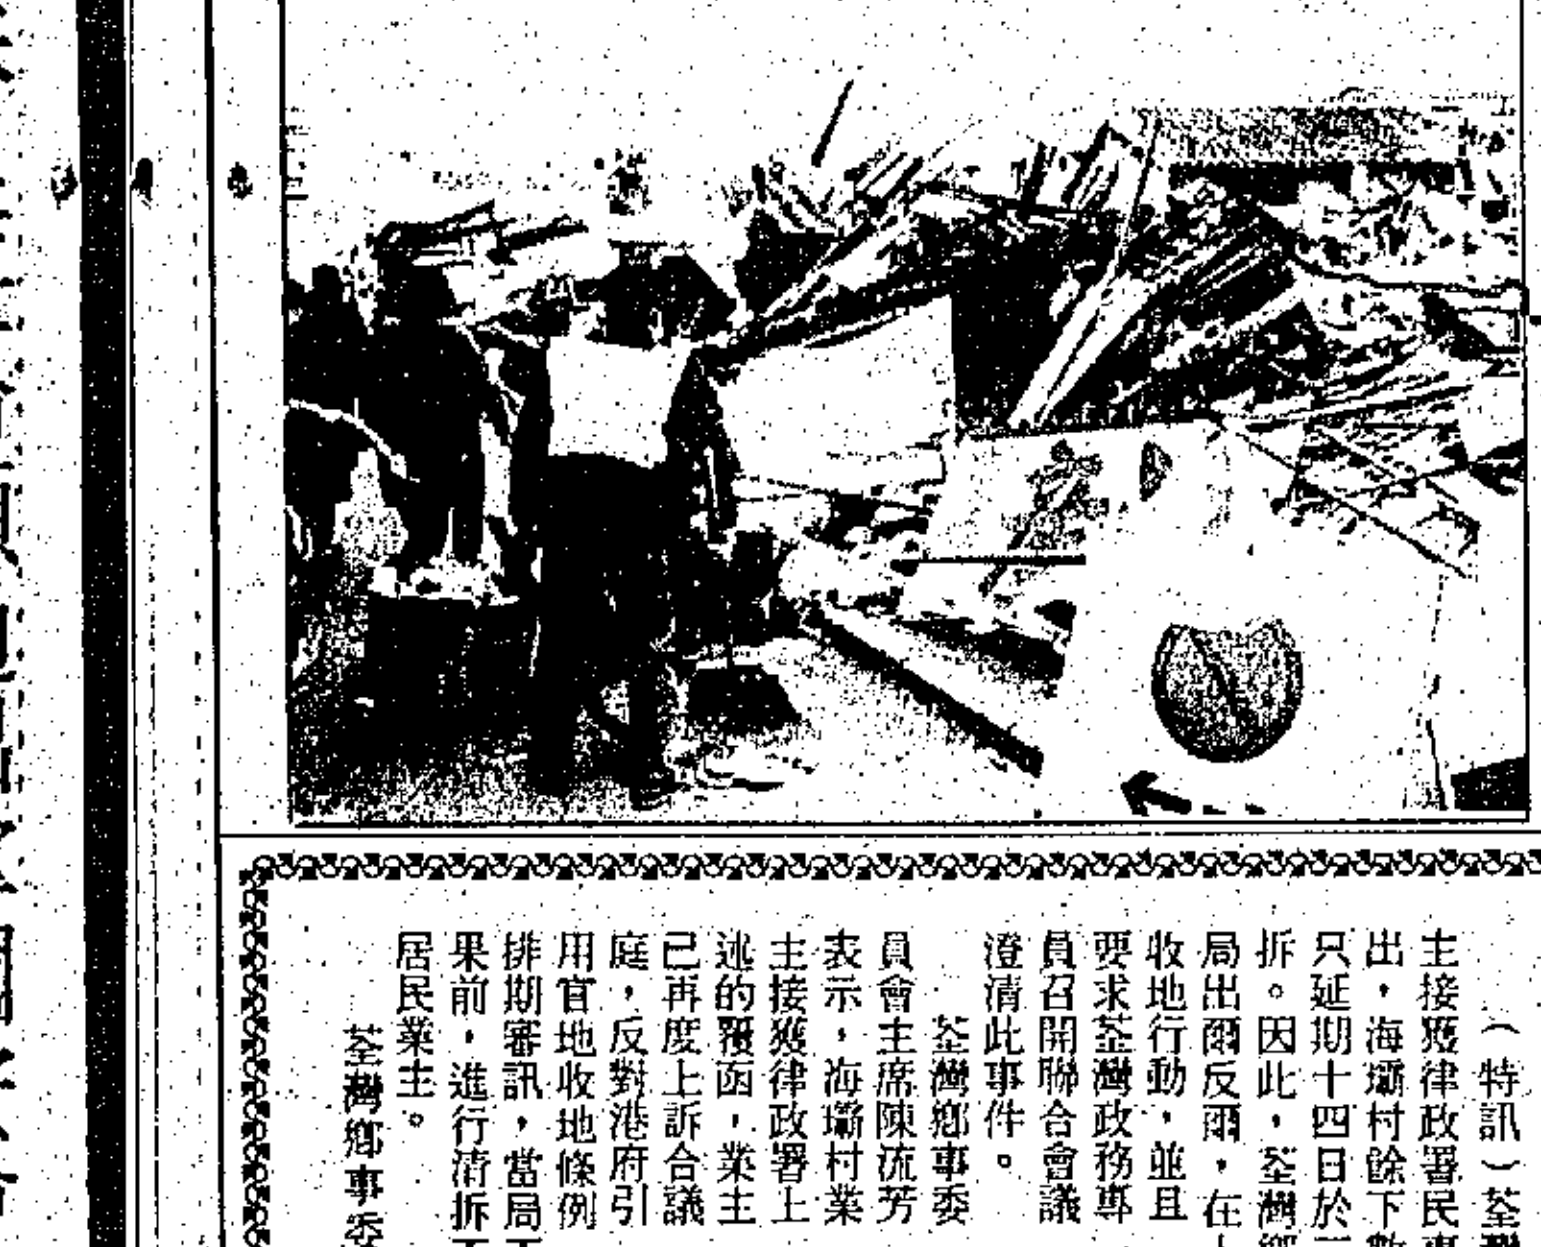 （特訊）荃灣
主接獲律政署民事
出，海壩村餘下數
只延期十四日於
拆。因此，荃灣鄉
局出爾反爾，在
收地行動，並且
要求荃灣政務專
員召開聯合會議
澄清此事件。
荃灣鄉事委
員會主席陳流芳
表示，海壩村業
主接獲律政署上
述的覆函，業主
已再度上訴合議
庭，反對港府引
用官地收地條例
排期審訊，當局
果前，進行清拆
居民業主。
荃灣鄉事委